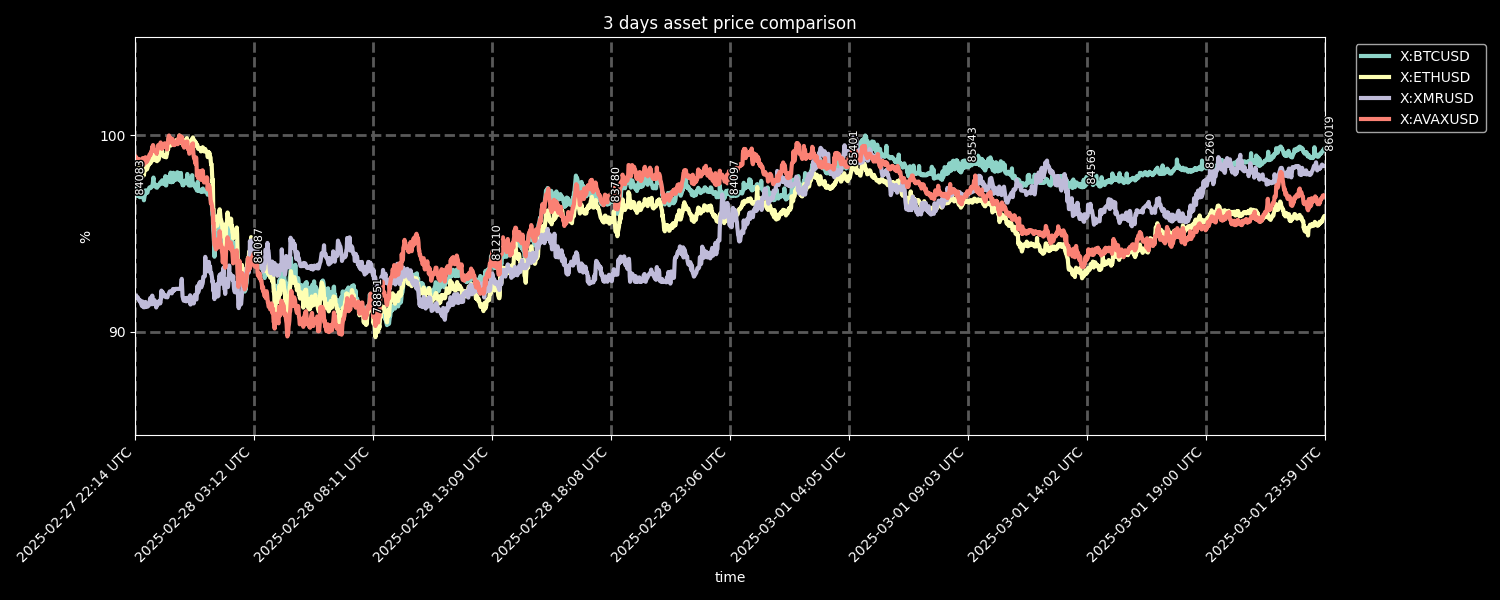 3 days asset price comparison
X:BTCUSD
X:ETHUSD
X:XMRUSD
X:AVAXUSD
100
90
%
84083
81087
78851
81210
83780
84097
85401
85543
84569
85260
86019
2025-02-27 22:14 UTC
2025-02-28 03:12 UTC
2025-02-28 08:11 UTC
2025-02-28 13:09 UTC
2025-02-28 18:08 UTC
2025-02-28 23:06 UTC
2025-03-01 04:05 UTC
2025-03-01 09:03 UTC
2025-03-01 14:02 UTC
2025-03-01 19:00 UTC
2025-03-01 23:59 UTC
time